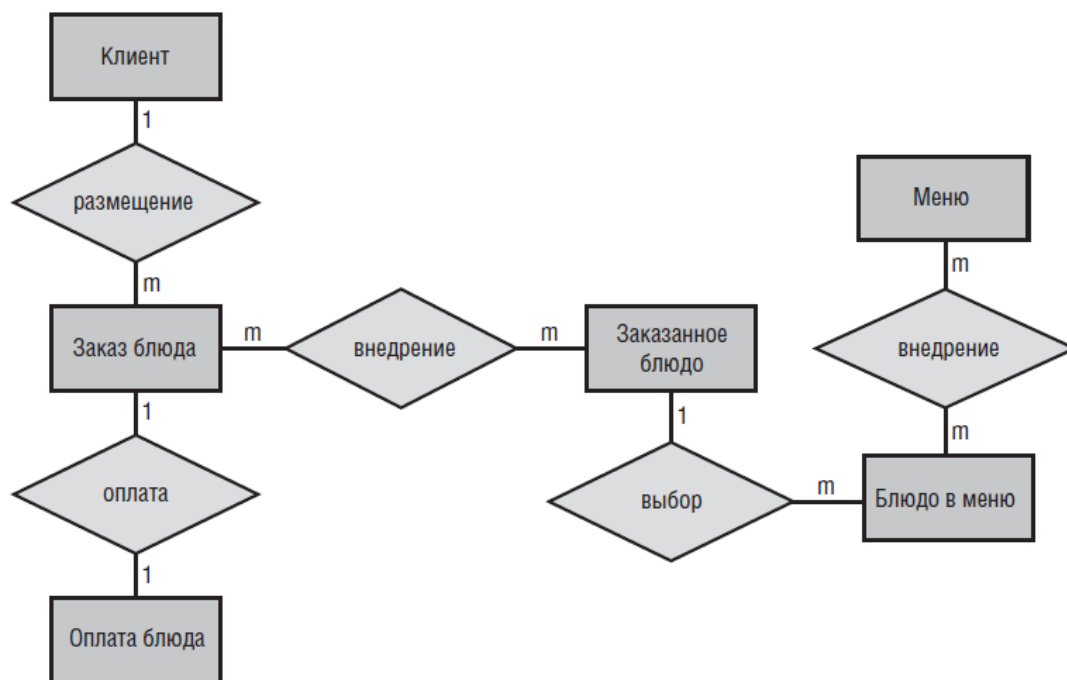 Клиент
1
размещение
m
Меню
m
Заказ блюда
m
внедрение
m
Заказанное
блюдо
внедрение
1
1
m
оплата
выбор
m
Блюдо в меню
1
Оплата блюда